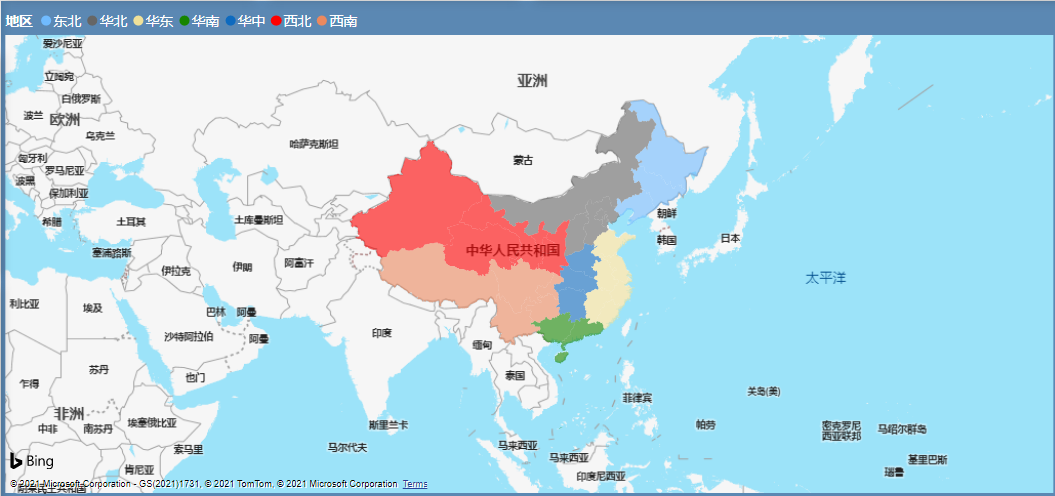 地区 东北 华北 华东 华南 华中 西北 西南
爱沙尼亚
亚洲
立陶宛
白俄罗斯
波兰
欧洲
乌克兰
哈萨克斯坦
蒙古
匈牙利
罗马尼亚
波黑
保加利亚
希腊
土耳其
土库曼斯坦
朝鲜
韩国
日本
中华人民共和国
塞浦路斯
伊拉克
伊朗
阿富汗
太平洋
利比亚
埃及
巴林
阿曼
沙特阿拉伯
阿曼
印度
缅甸
苏丹
乍得
也门
泰国
关岛(美)
菲律宾
非洲
中非
南苏丹
埃塞俄比亚
斯里兰卡
帕劳
密克罗尼
西亚联邦
马绍尔群岛
索马里
马尔代夫
马来西亚
马来西亚
基里巴斯
Bing
肯尼亚
印度尼西亚
瑙鲁
© 2021 Microsoft Corporation - GS(2021)1731, © 2021 TomTom, © 2021 Microsoft Corporation Terms